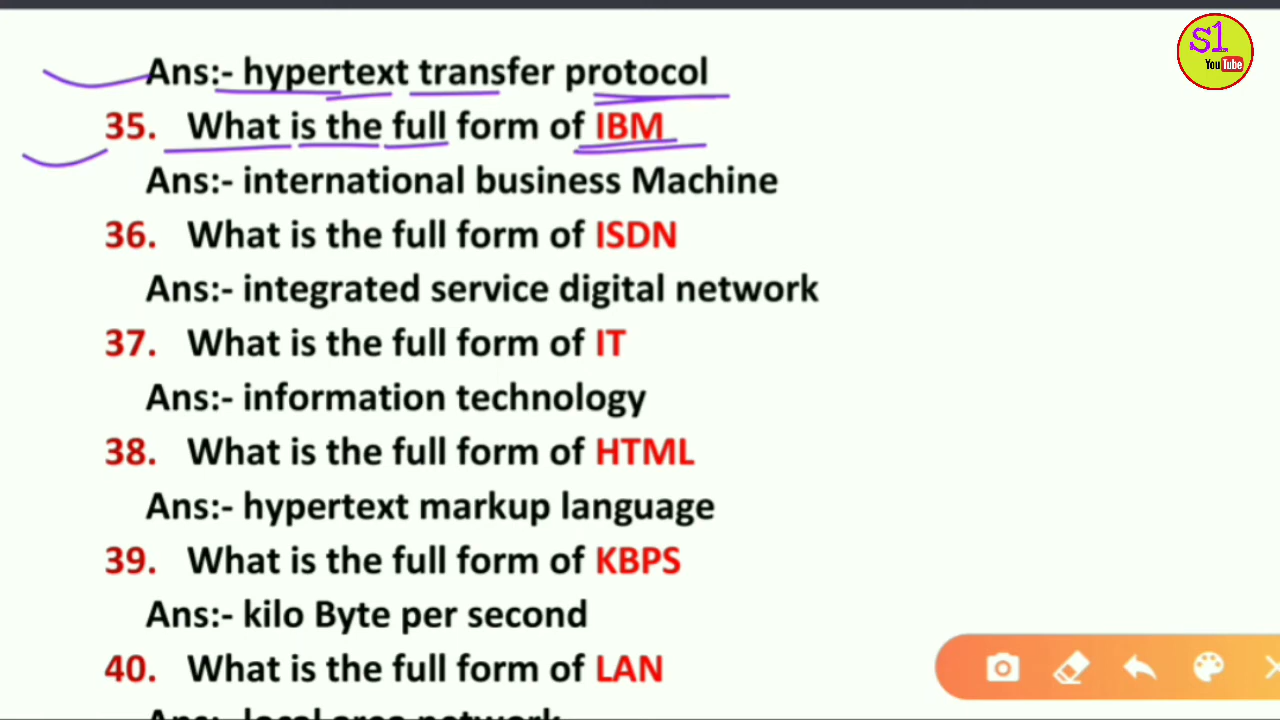 S1
YouTube
Ans:- hypertext transfer protocol
35. What is the full form of IBM
Ans:- international business Machine
36. What is the full form of ISDN
Ans:- integrated service digital network
37. What is the full form of IT
Ans:- information technology
38. What is the full form of HTML
Ans:- hypertext markup language
39. What is the full form of KBPS
Ans:- kilo Byte per second
40. What is the full form of LAN
Ans:- local area network